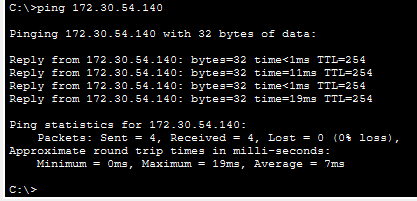 C:\>ping 172.30.54.140
Pinging 172.30.54.140 with 32 bytes of data:
Reply from 172.30.54.140: bytes=32 time<1ms TTL=254
Reply from 172.30.54.140: bytes=32 time=11ms TTL=254
Reply from 172.30.54.140: bytes=32 time<1ms TTL=254
Reply from 172.30.54.140: bytes=32 time=19ms TTL=254
Ping statistics for 172.30.54.140:
    Packets: Sent = 4, Received = 4, Lost = 0 (0% loss),
Approximate round trip times in milli-seconds:
    Minimum = 0ms, Maximum = 19ms, Average = 7ms
C:\>